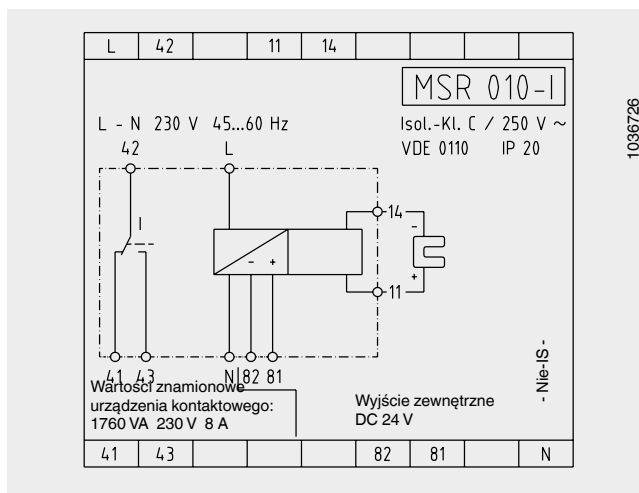 L 42 11 14
MSR 010-I
L - N 230 V 45...60 Hz
Isol.-Kl. C / 250 V ~
VDE 0110 IP 20
42 L
I
14
-
- +
+
11
41 43 N 82 81
Wartości znamionowe
urządzenia kontaktowego:
1760 VA 230 V 8 A
Wyjście zewnętrzne
DC 24 V
- Nie-IS -
41 43 82 81 N
1036726